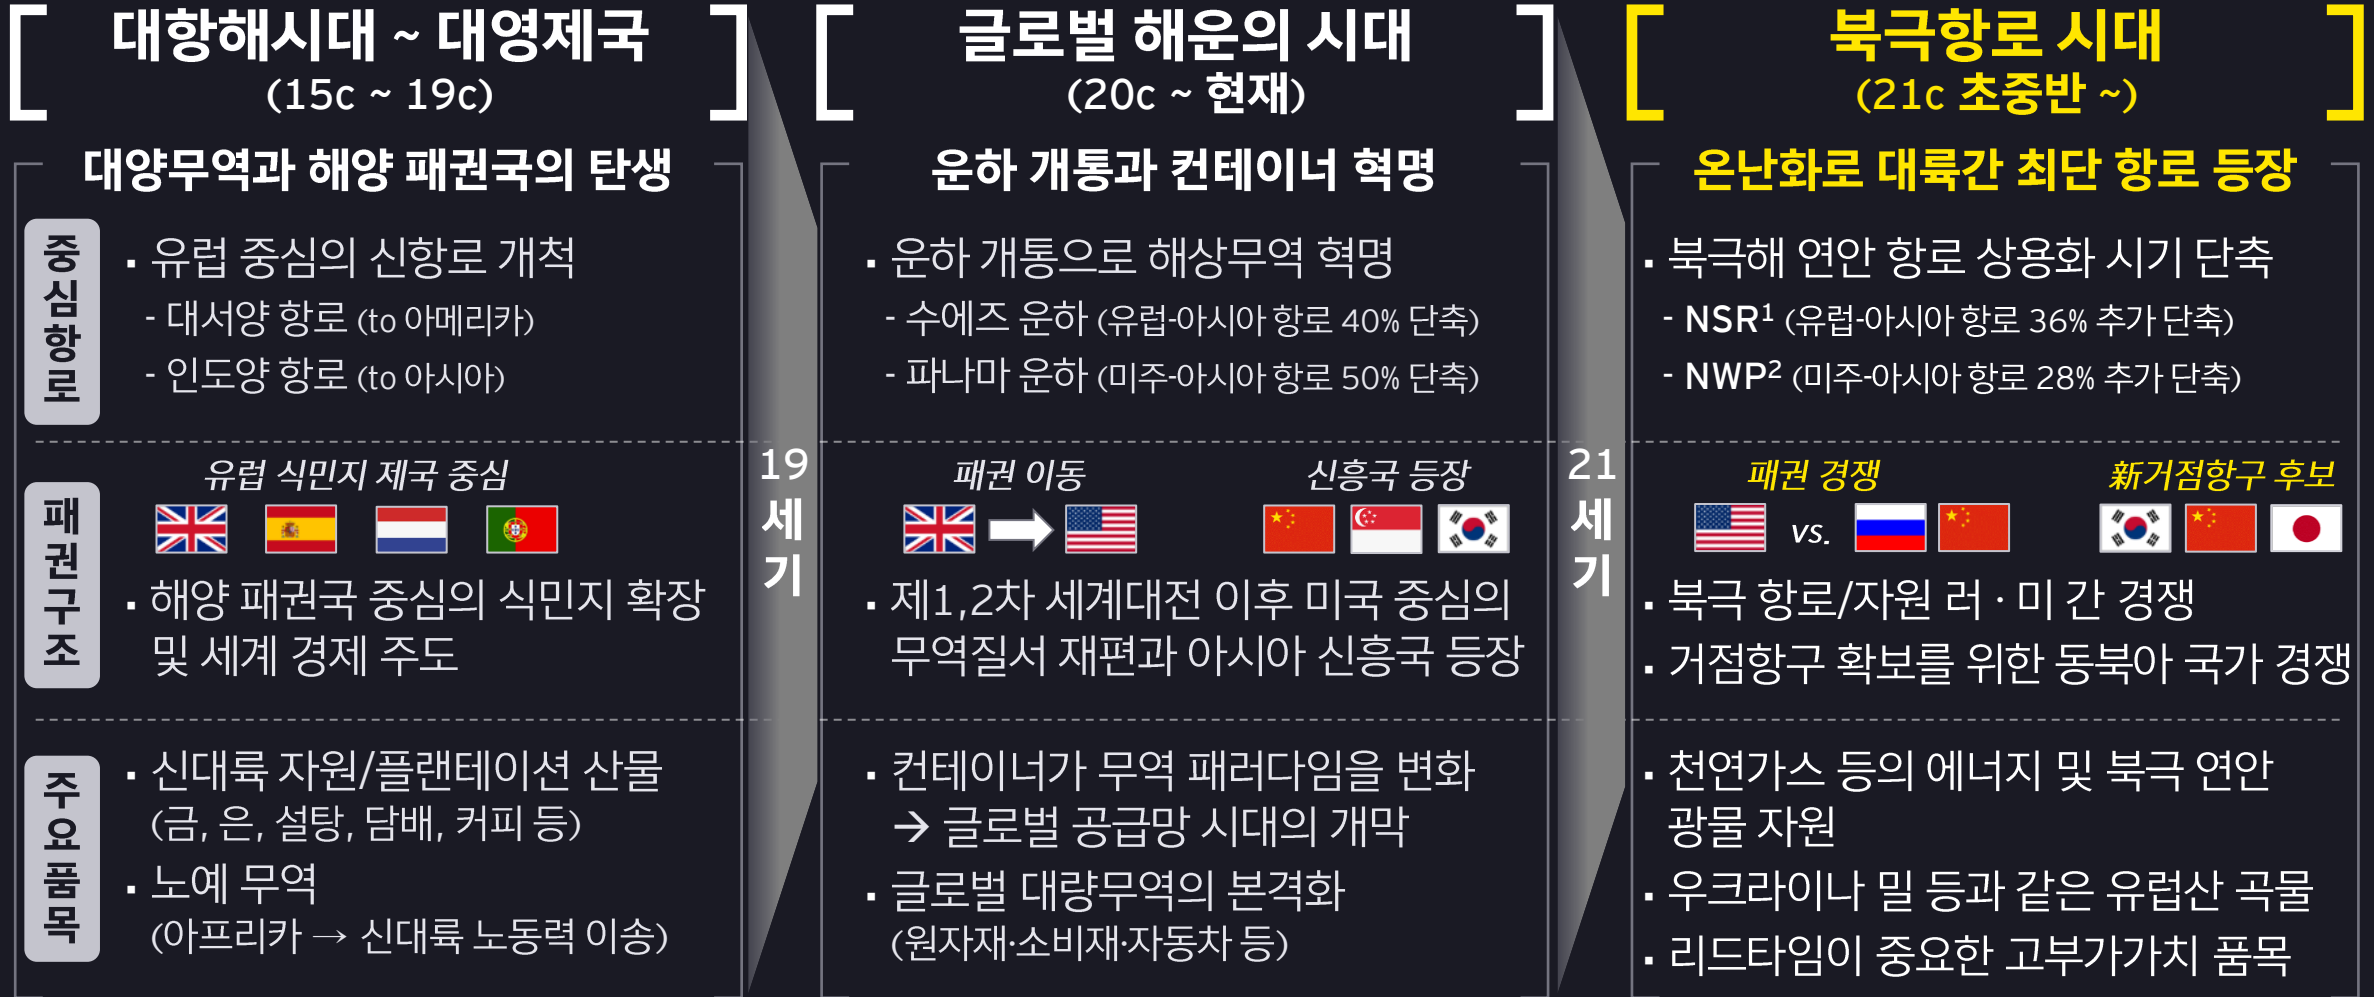 대항해시대 ~ 대영제국
(15c ~ 19c)
대양무역과 해양 패권국의 탄생
중심항로
▪ 유럽 중심의 신항로 개척
- 대서양 항로 (to 아메리카)
- 인도양 항로 (to 아시아)
패권구조
유럽 식민지 제국 중심
▪ 해양 패권국 중심의 식민지 확장
및 세계 경제 주도
주요품목
▪ 신대륙 자원/플랜테이션 산물
(금, 은, 설탕, 담배, 커피 등)
▪ 노예 무역
(아프리카 → 신대륙 노동력 이송)
19세기
글로벌 해운의 시대
(20c ~ 현재)
운하 개통과 컨테이너 혁명
▪ 운하 개통으로 해상무역 혁명
- 수에즈 운하 (유럽-아시아 항로 40% 단축)
- 파나마 운하 (미주-아시아 항로 50% 단축)
패권 이동
신흥국 등장
▪ 제1,2차 세계대전 이후 미국 중심의
무역질서 재편과 아시아 신흥국 등장
▪ 컨테이너가 무역 패러다임을 변화
→ 글로벌 공급망 시대의 개막
▪ 글로벌 대량무역의 본격화
(원자재·소비재·자동차 등)
21세기
북극항로 시대
(21c 초중반 ~)
온난화로 대륙간 최단 항로 등장
▪ 북극해 연안 항로 상용화 시기 단축
- NSR¹ (유럽-아시아 항로 36% 추가 단축)
- NWP² (미주-아시아 항로 28% 추가 단축)
패권 경쟁
新거점항구 후보
vs.
▪ 북극 항로/자원 러 · 미 간 경쟁
▪ 거점항구 확보를 위한 동북아 국가 경쟁
▪ 천연가스 등의 에너지 및 북극 연안
광물 자원
▪ 우크라이나 밀 등과 같은 유럽산 곡물
▪ 리드타임이 중요한 고부가가치 품목